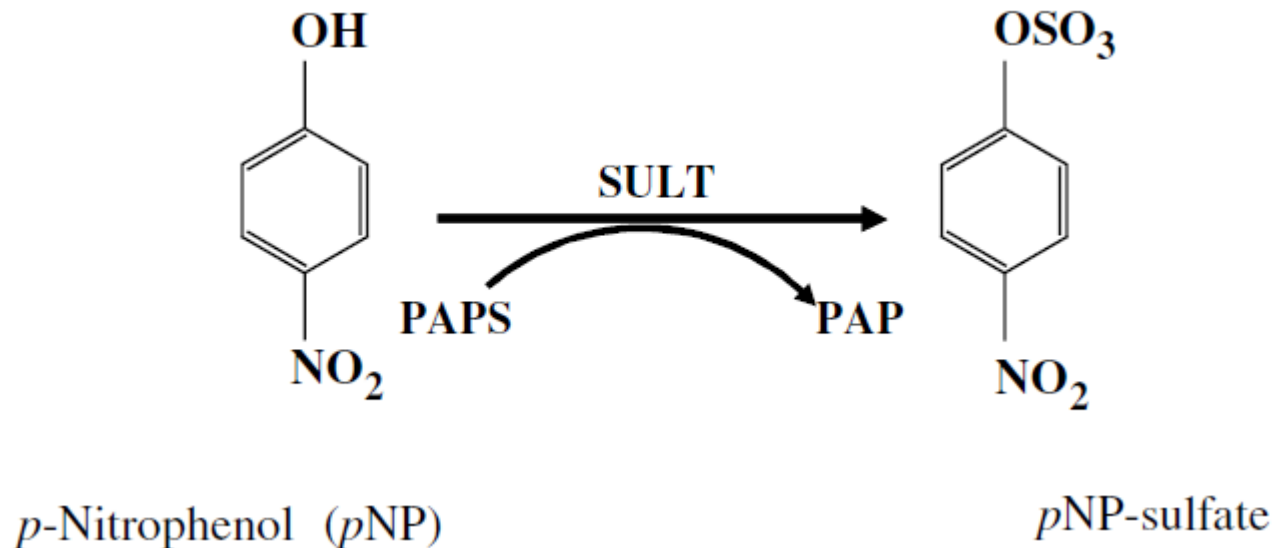 OH OSO₃
SULT
PAPS PAP
NO₂ NO₂
p-Nitrophenol (pNP) pNP-sulfate